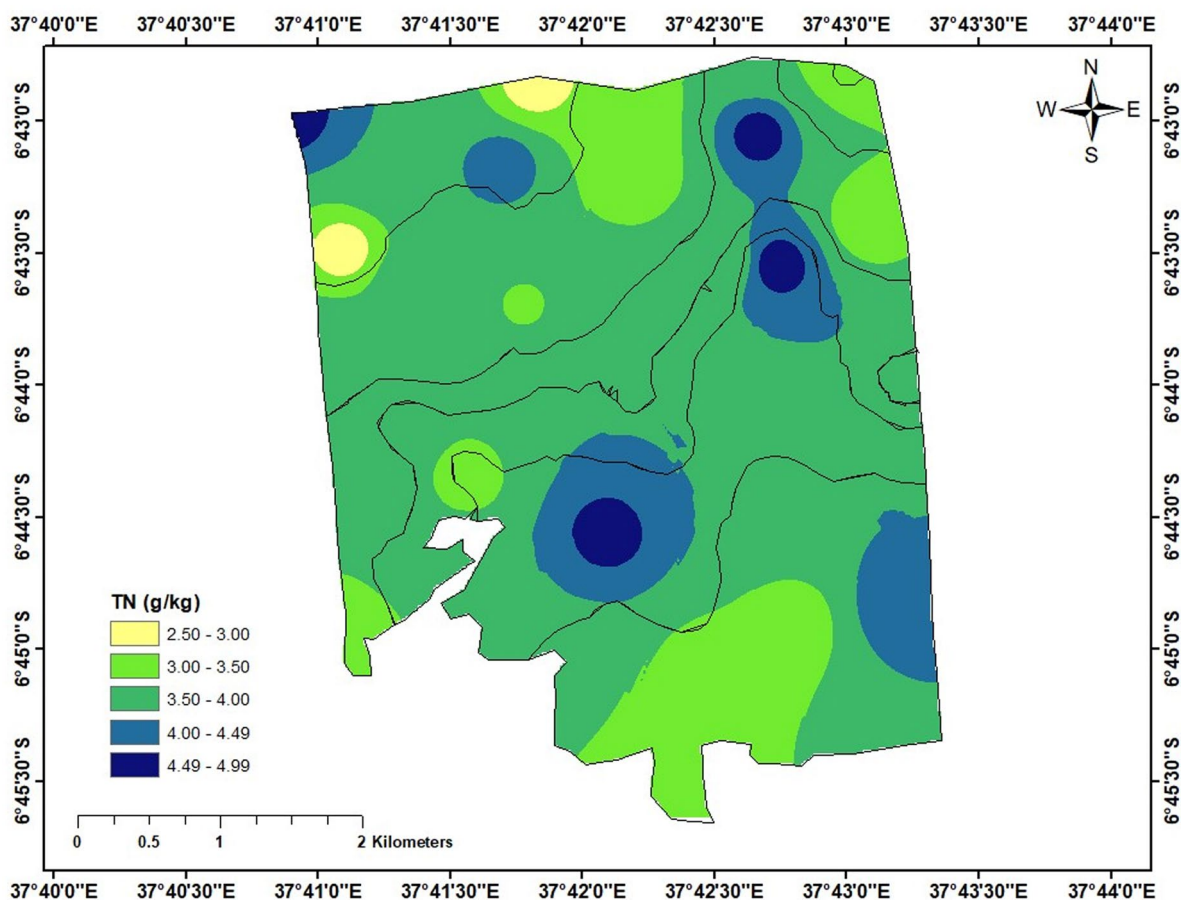 37°40'0"E 37°40'30"E 37°41'0"E 37°41'30"E 37°42'0"E 37°42'30"E 37°43'0"E 37°43'30"E 37°44'0"E
N
W E
S
6°43'0"S 6°43'0"S
6°43'30"S 6°43'30"S
6°44'0"S 6°44'0"S
6°44'30"S 6°44'30"S
TN (g/kg)
2.50 - 3.00
6°45'0"S 6°45'0"S
3.00 - 3.50
3.50 - 4.00
4.00 - 4.49
4.49 - 4.99
6°45'30"S 6°45'30"S
0 0.5 1 2 Kilometers
37°40'0"E 37°40'30"E 37°41'0"E 37°41'30"E 37°42'0"E 37°42'30"E 37°43'0"E 37°43'30"E 37°44'0"E